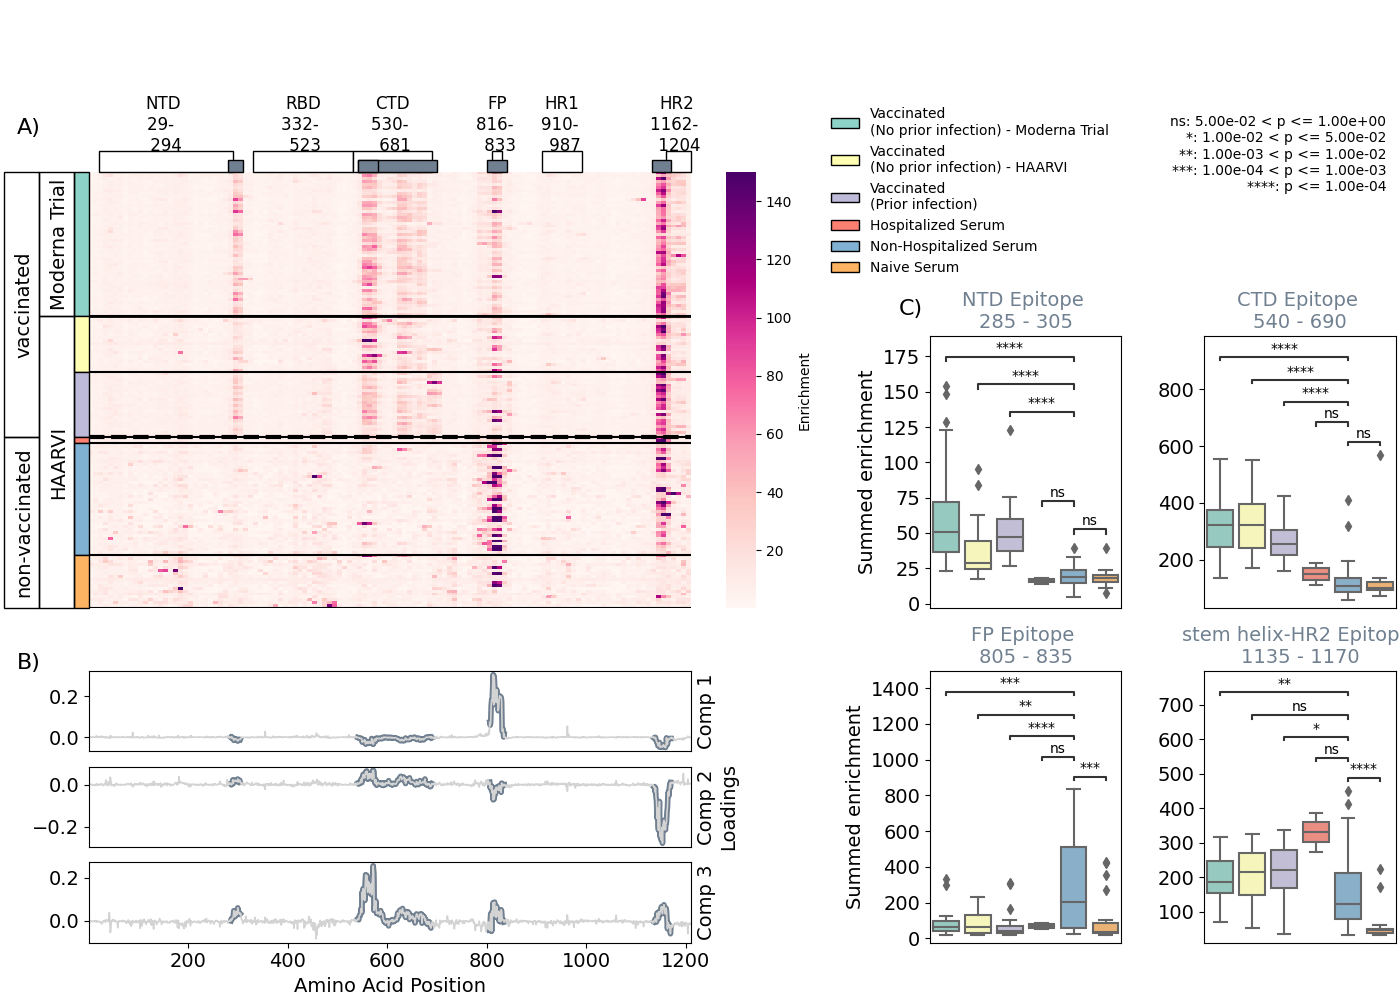 A)
NTD
29-
294
RBD
332-
523
CTD
530-
681
FP
816-
833
HR1
910-
987
HR2
1162-
1204
vaccinated
non-vaccinated
Moderna Trial
HAARVI
140
120
100
80
60
40
20
Enrichment
Vaccinated
(No prior infection) - Moderna Trial
Vaccinated
(No prior infection) - HAARVI
Vaccinated
(Prior infection)
Hospitalized Serum
Non-Hospitalized Serum
Naive Serum
ns: 5.00e-02 < p <= 1.00e+00
*: 1.00e-02 < p <= 5.00e-02
**: 1.00e-03 < p <= 1.00e-02
***: 1.00e-04 < p <= 1.00e-03
****: p <= 1.00e-04
B)
0.2
0.0
Comp 1
0.0
−0.2
Comp 2
0.2
0.0
Comp 3
Loadings
200 400 600 800 1000 1200
Amino Acid Position
C)
NTD Epitope
285 - 305
Summed enrichment
175
150
125
100
75
50
25
0
****
****
****
ns
ns
CTD Epitope
540 - 690
800
600
400
200
****
****
****
ns
ns
FP Epitope
805 - 835
Summed enrichment
1400
1200
1000
800
600
400
200
0
***
**
****
ns
***
stem helix-HR2 Epitop
1135 - 1170
700
600
500
400
300
200
100
**
ns
*
ns
****